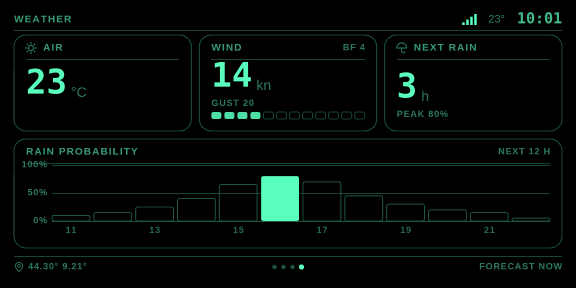 WEATHER 23° 10:01
AIR
23 °C
WIND BF 4
14 kn
GUST 20
NEXT RAIN
3 h
PEAK 80%
RAIN PROBABILITY NEXT 12 H
100%
50%
0%
11 13 15 17 19 21
44.30° 9.21° FORECAST NOW